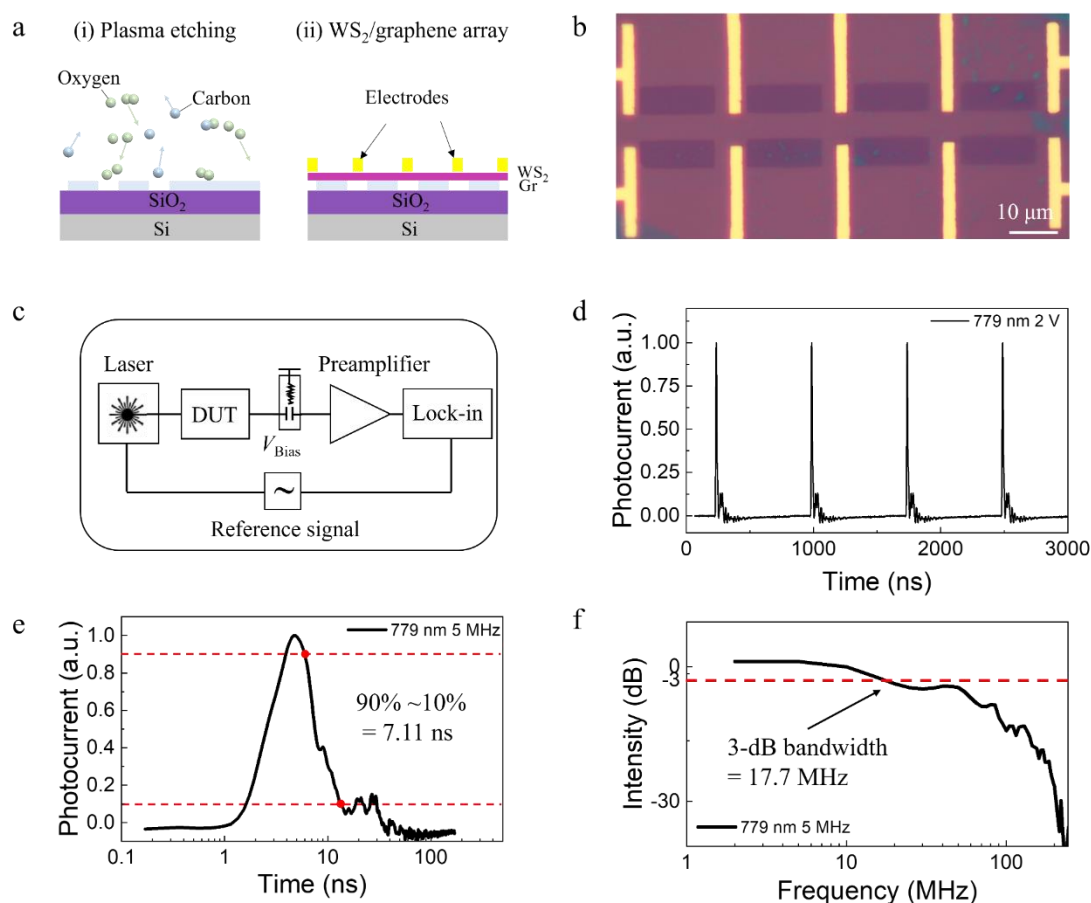 a
(i) Plasma etching
(ii) WS₂/graphene array
Oxygen
Carbon
Electrodes
WS₂
Gr
SiO₂
SiO₂
Si
Si
b
10 μm
c
Laser
Preamplifier
DUT
Lock-in
V_Bias
~
Reference signal
d
779 nm 2 V
Photocurrent (a.u.)
1.00
0.75
0.50
0.25
0.00
0
1000
2000
3000
Time (ns)
e
779 nm 5 MHz
Photocurrent (a.u.)
1.0
0.8
0.6
0.4
0.2
0.0
90% ~10%
= 7.11 ns
0.1
1
10
100
Time (ns)
f
Intensity (dB)
0
-3
-30
3-dB bandwidth
= 17.7 MHz
779 nm 5 MHz
1
10
100
Frequency (MHz)